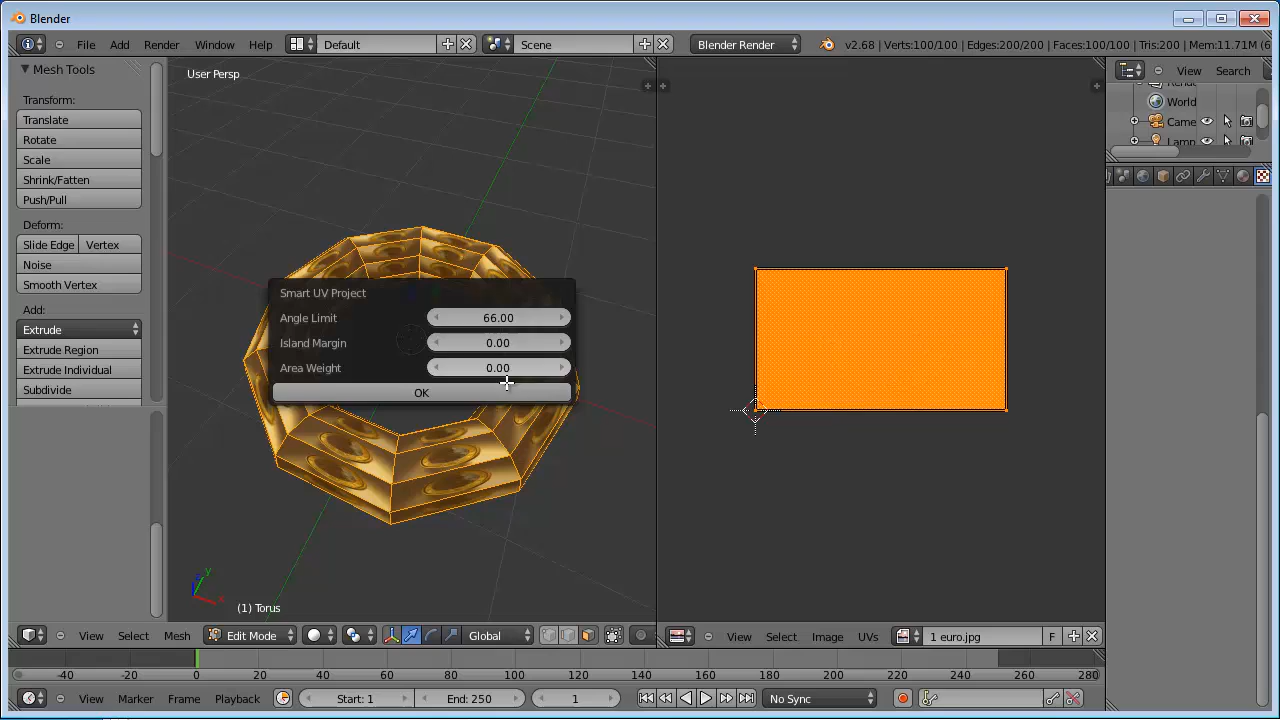 Blender
File Add Render Window Help Default Scene Blender Render v2.68 | Verts:100/100 | Edges:200/200 | Faces:100/100 | Tris:200 | Mem:11.71M (6
Mesh Tools
User Persp
View Search
Transform:
Translate
Rotate
Scale
Shrink/Fatten
Push/Pull
World
Came
Lamp
Deform:
Slide Edge Vertex
Noise
Smooth Vertex
Add:
Extrude
Extrude Region
Extrude Individual
Subdivide
Smart UV Project
Angle Limit 66.00
Island Margin 0.00
Area Weight 0.00
OK
y
x
(1) Torus
View Select Mesh Edit Mode Global
View Select Image UVs 1 euro.jpg F
-40 -20 0 20 40 60 80 100 120 140 160 180 200 220 240 260 280
View Marker Frame Playback Start: 1 End: 250 1 No Sync